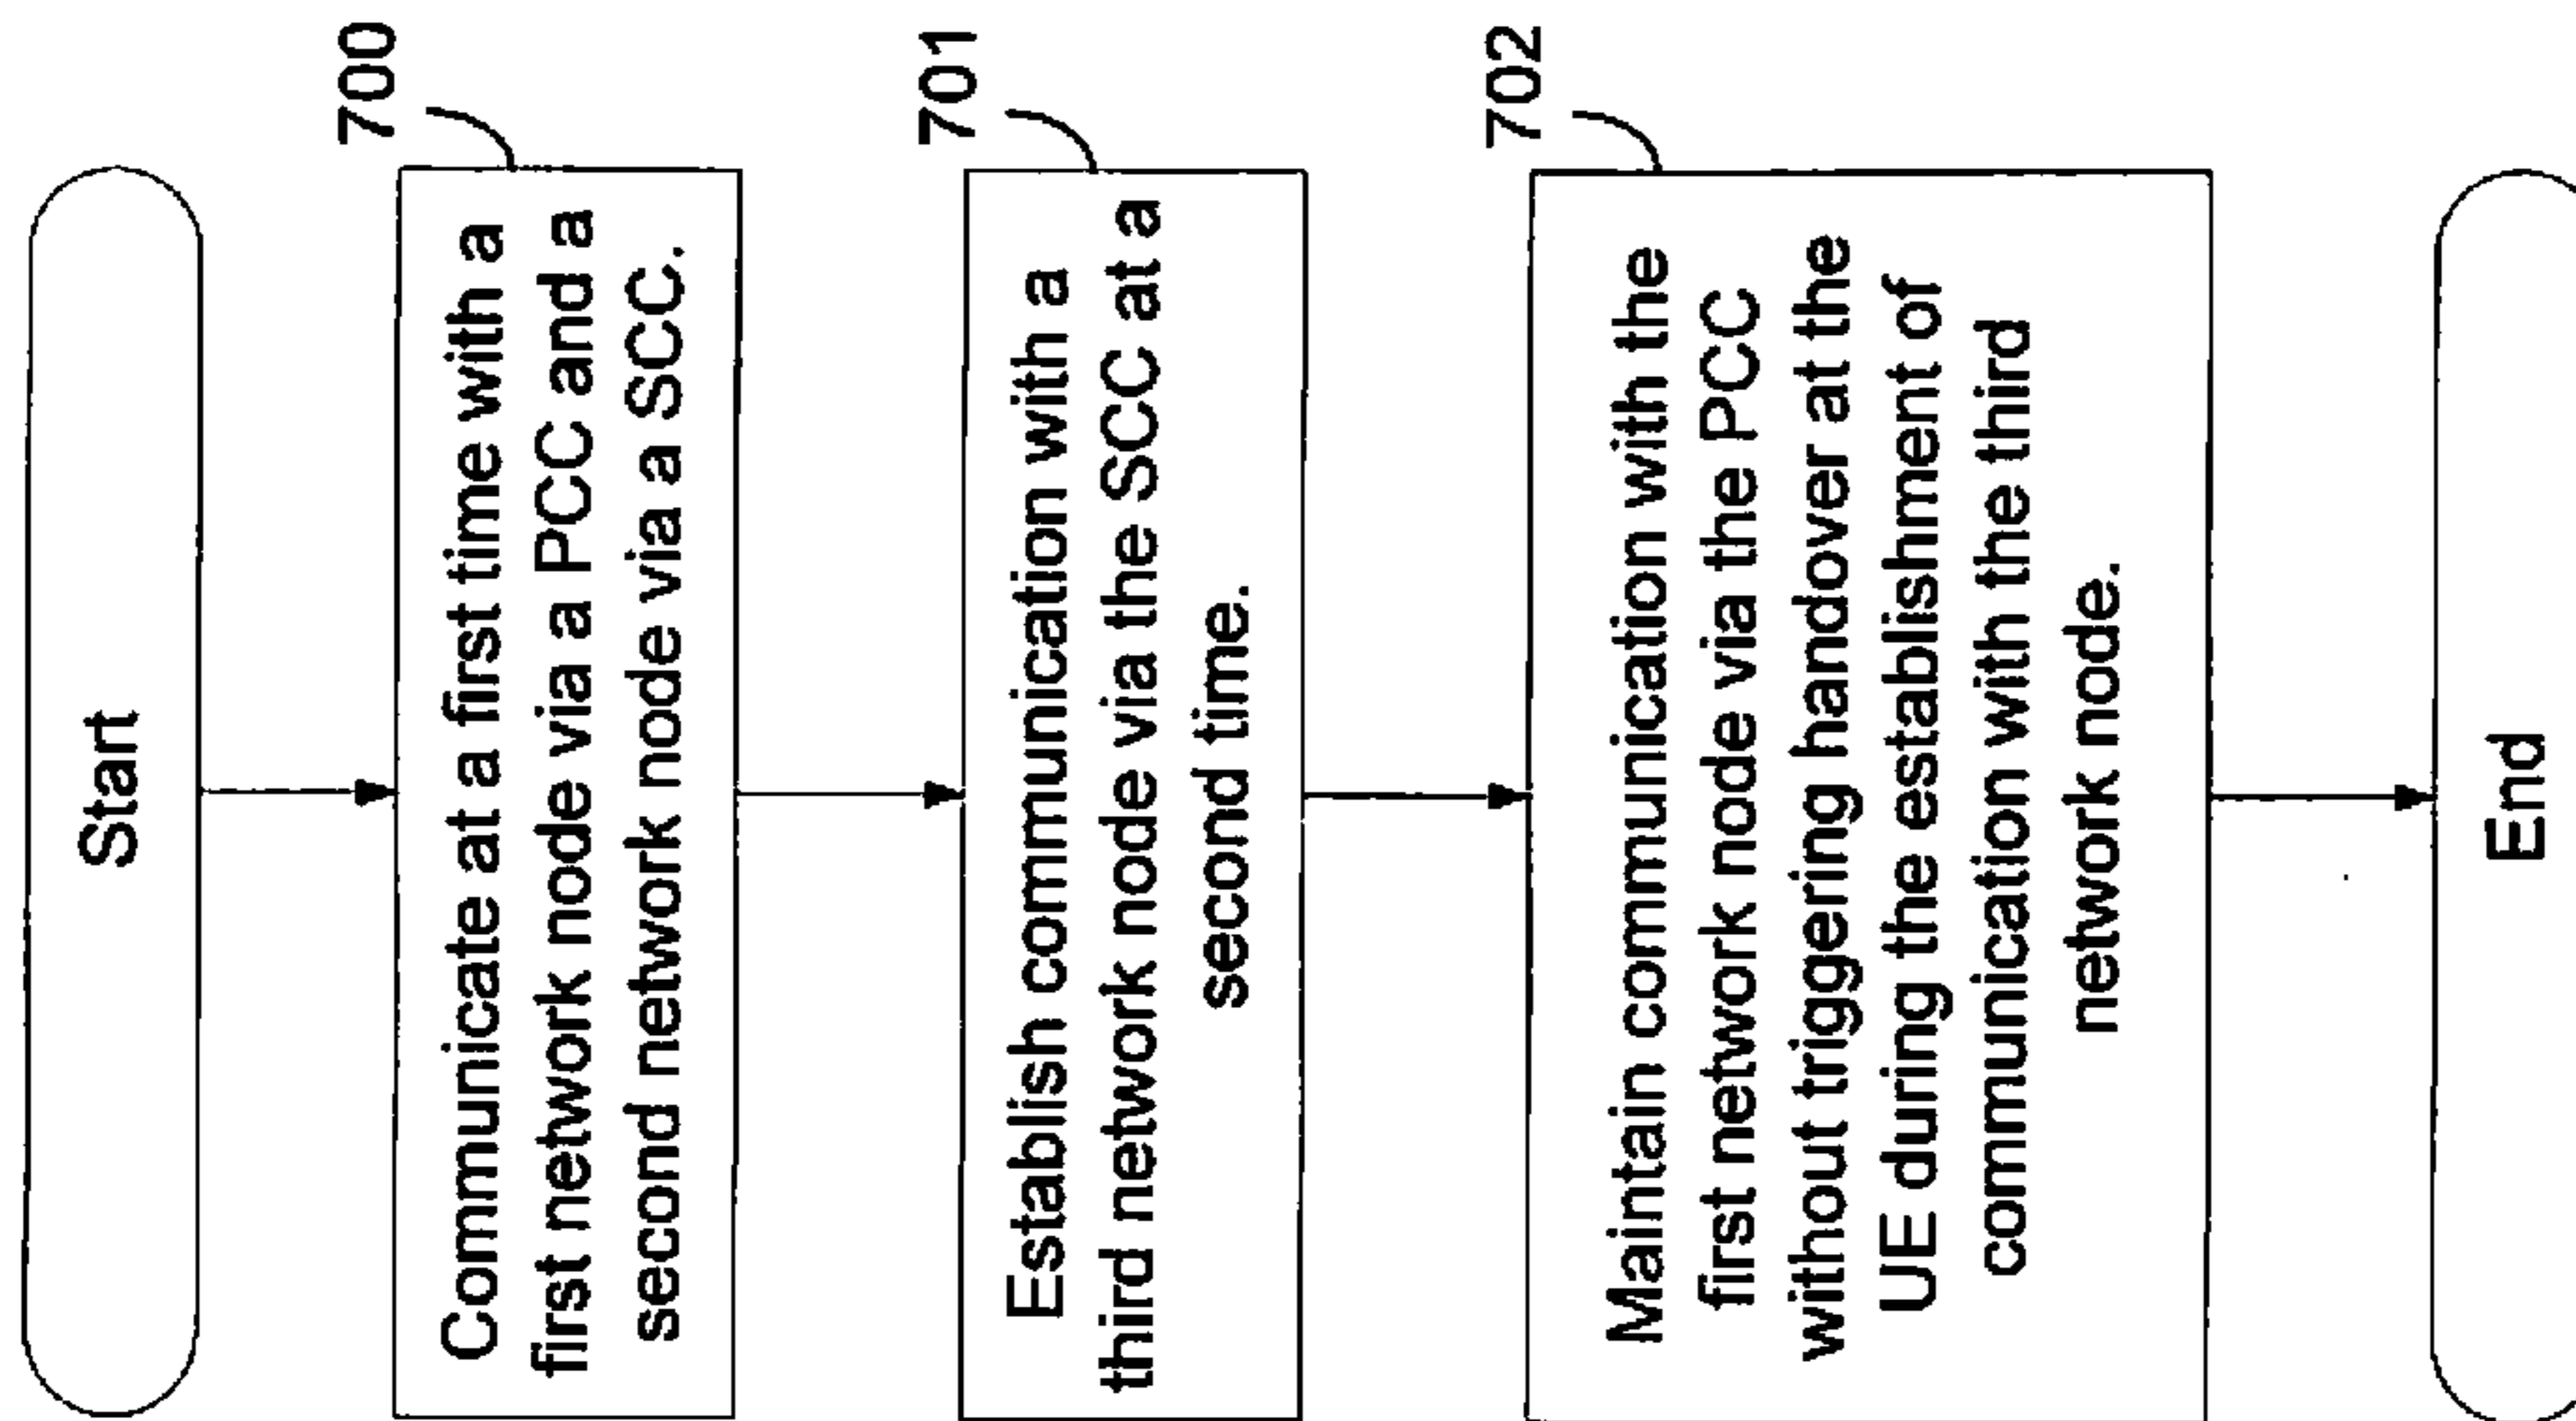 Start
700
Communicate at a first time with a
first network node via a PCC and a
second network node via a SCC.
701
Establish communication with a
third network node via the SCC at a
second time.
702
Maintain communication with the
first network node via the PCC
without triggering handover at the
UE during the establishment of
communication with the third
network node.
End